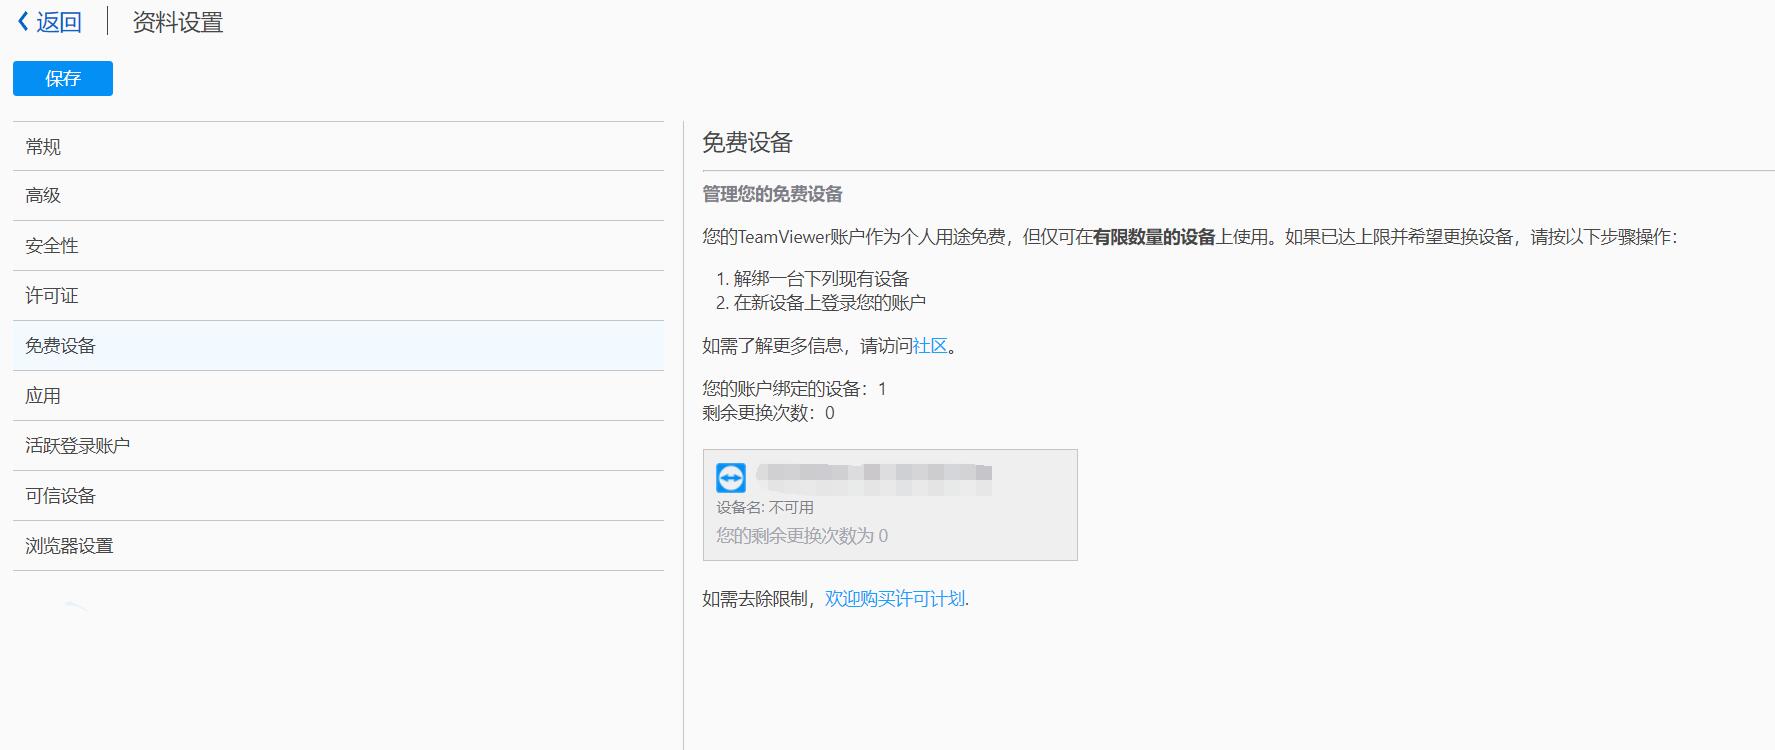 返回
资料设置
保存
常规
高级
安全性
许可证
免费设备
应用
活跃登录账户
可信设备
浏览器设置
免费设备
管理您的免费设备
您的TeamViewer账户作为个人用途免费，但仅可在有限数量的设备上使用。如果已达上限并希望更换设备，请按以下步骤操作：
1. 解绑一台下列现有设备
2. 在新设备上登录您的账户
如需了解更多信息，请访问社区。
您的账户绑定的设备：1
剩余更换次数：0
设备名: 不可用
您的剩余更换次数为 0
如需去除限制，欢迎购买许可计划.